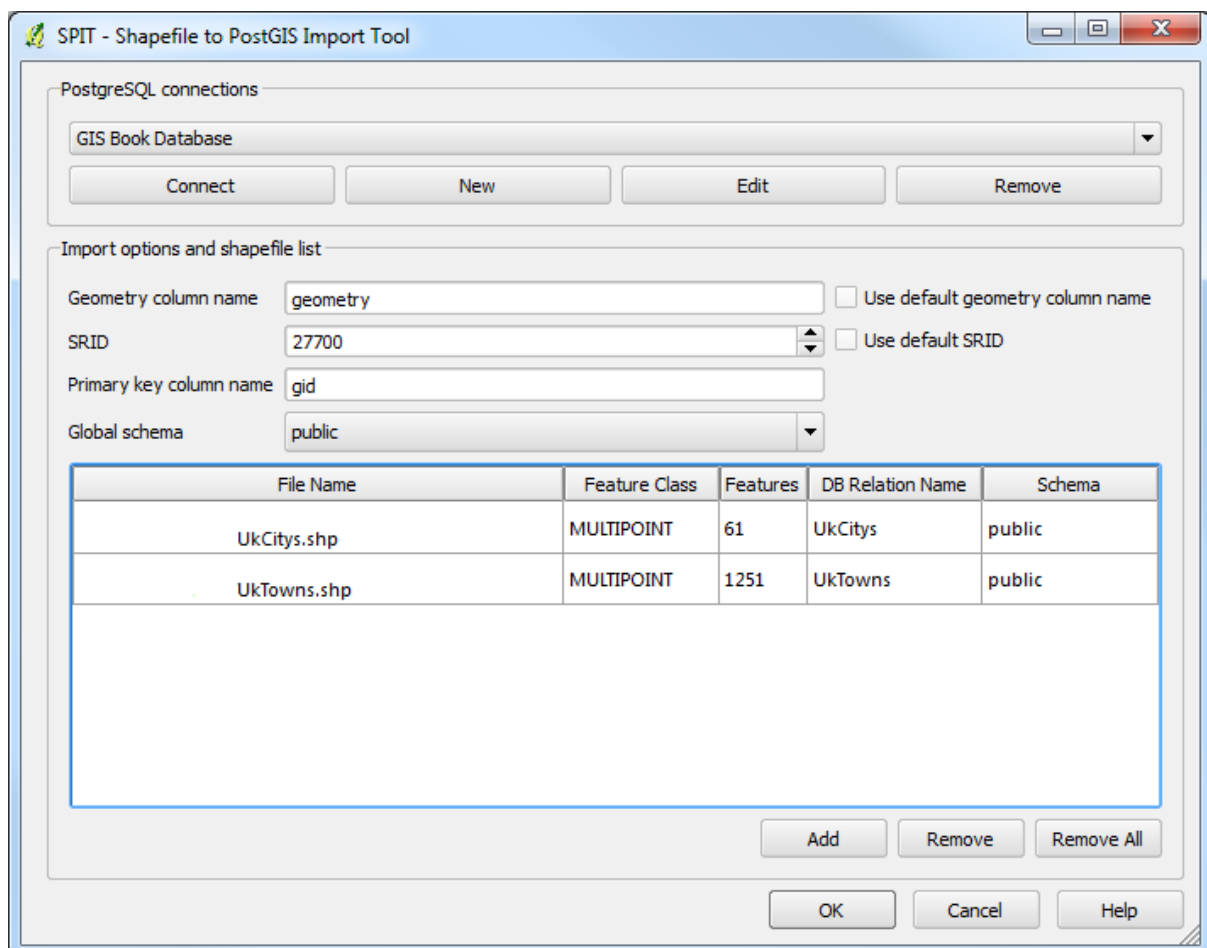 SPIT - Shapefile to PostGIS Import Tool
PostgreSQL connections
GIS Book Database
Connect New Edit Remove
Import options and shapefile list
Geometry column name geometry Use default geometry column name
SRID 27700 Use default SRID
Primary key column name gid
Global schema public
File Name Feature Class Features DB Relation Name Schema
UkCitys.shp MULTIPOINT 61 UkCitys public
UkTowns.shp MULTIPOINT 1251 UkTowns public
Add Remove Remove All
OK Cancel Help